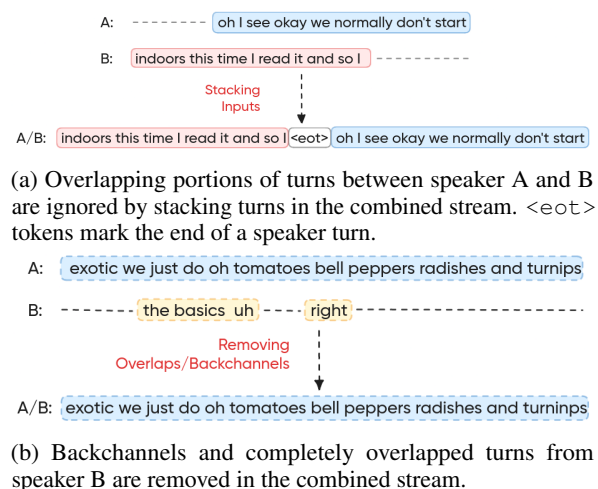 A: oh I see okay we normally don't start
B: indoors this time I read it and so I
Stacking
Inputs
A/B: indoors this time I read it and so I <eot> oh I see okay we normally don't start
(a) Overlapping portions of turns between speaker A and B
are ignored by stacking turns in the combined stream. <eot>
tokens mark the end of a speaker turn.
A: exotic we just do oh tomatoes bell peppers radishes and turnips
B: the basics uh right
Removing
Overlaps/Backchannels
A/B: exotic we just do oh tomatoes bell peppers radishes and turninps
(b) Backchannels and completely overlapped turns from
speaker B are removed in the combined stream.